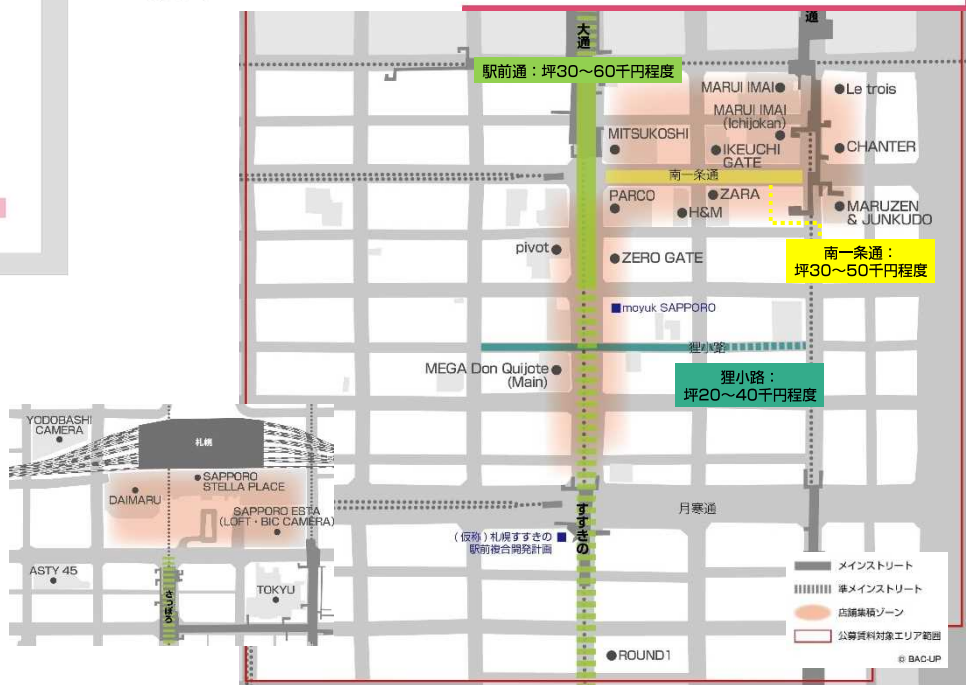 大通
通
駅前通：坪30～60千円程度
MARUI IMAI
Le trois
MARUI IMAI
(Ichijokan)
MITSUKOSHI
IKEUCHI
GATE
CHANTER
南一条通
PARCO
ZARA
H&M
MARUZEN
& JUNKUDO
pivot
ZERO GATE
南一条通：
坪30～50千円程度
moyuk SAPPORO
狸小路
MEGA Don Quijote
(Main)
狸小路：
坪20～40千円程度
YODOBASHI
CAMERA
札幌
SAPPORO
STELLA PLACE
DAIMARU
SAPPORO ESTA
(LOFT・BIC CAMERA)
すすきの
月寒通
（仮称）札幌すすきの
駅前複合開発計画
ASTY 45
TOKYU
さっぽろ
メインストリート
準メインストリート
店舗集積ゾーン
公募賃料対象エリア範囲
© BAC-UP
ROUND1